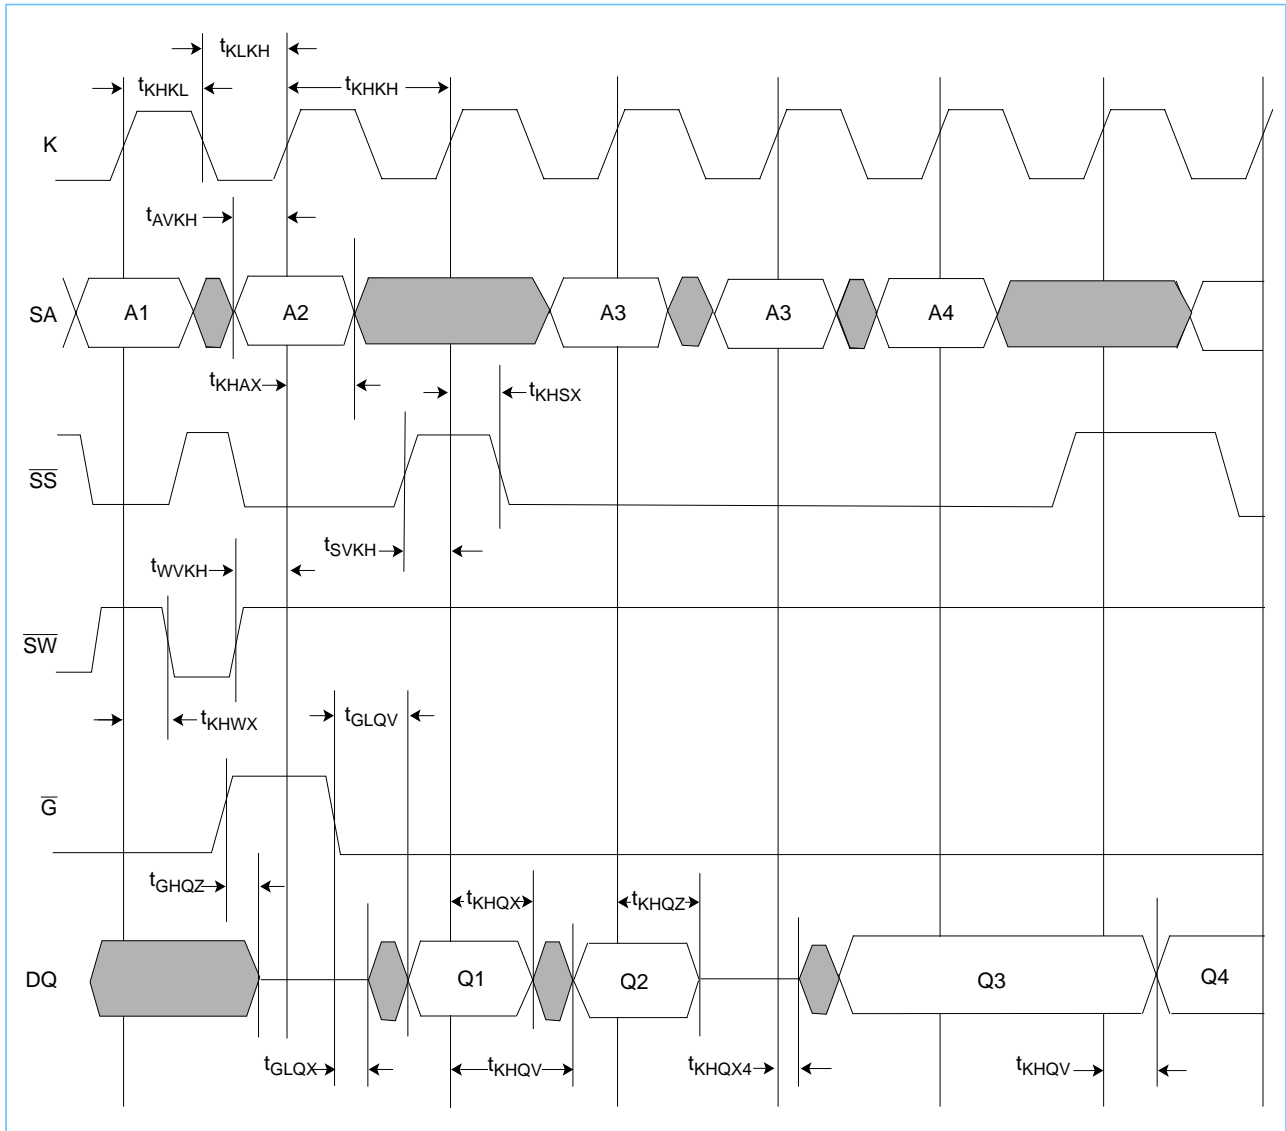 tKLKH
tKHKL
tKHKH
K
tAVKH
SA
A1
A2
A3
A3
A4
tKHAX
tKHSX
SS
tSVKH
tWVKH
SW
tKHWX
tGLQV
G
tGHQZ
tKHQX
tKHQZ
DQ
Q1
Q2
Q3
Q4
tGLQX
tKHQV
tKHQX4
tKHQV